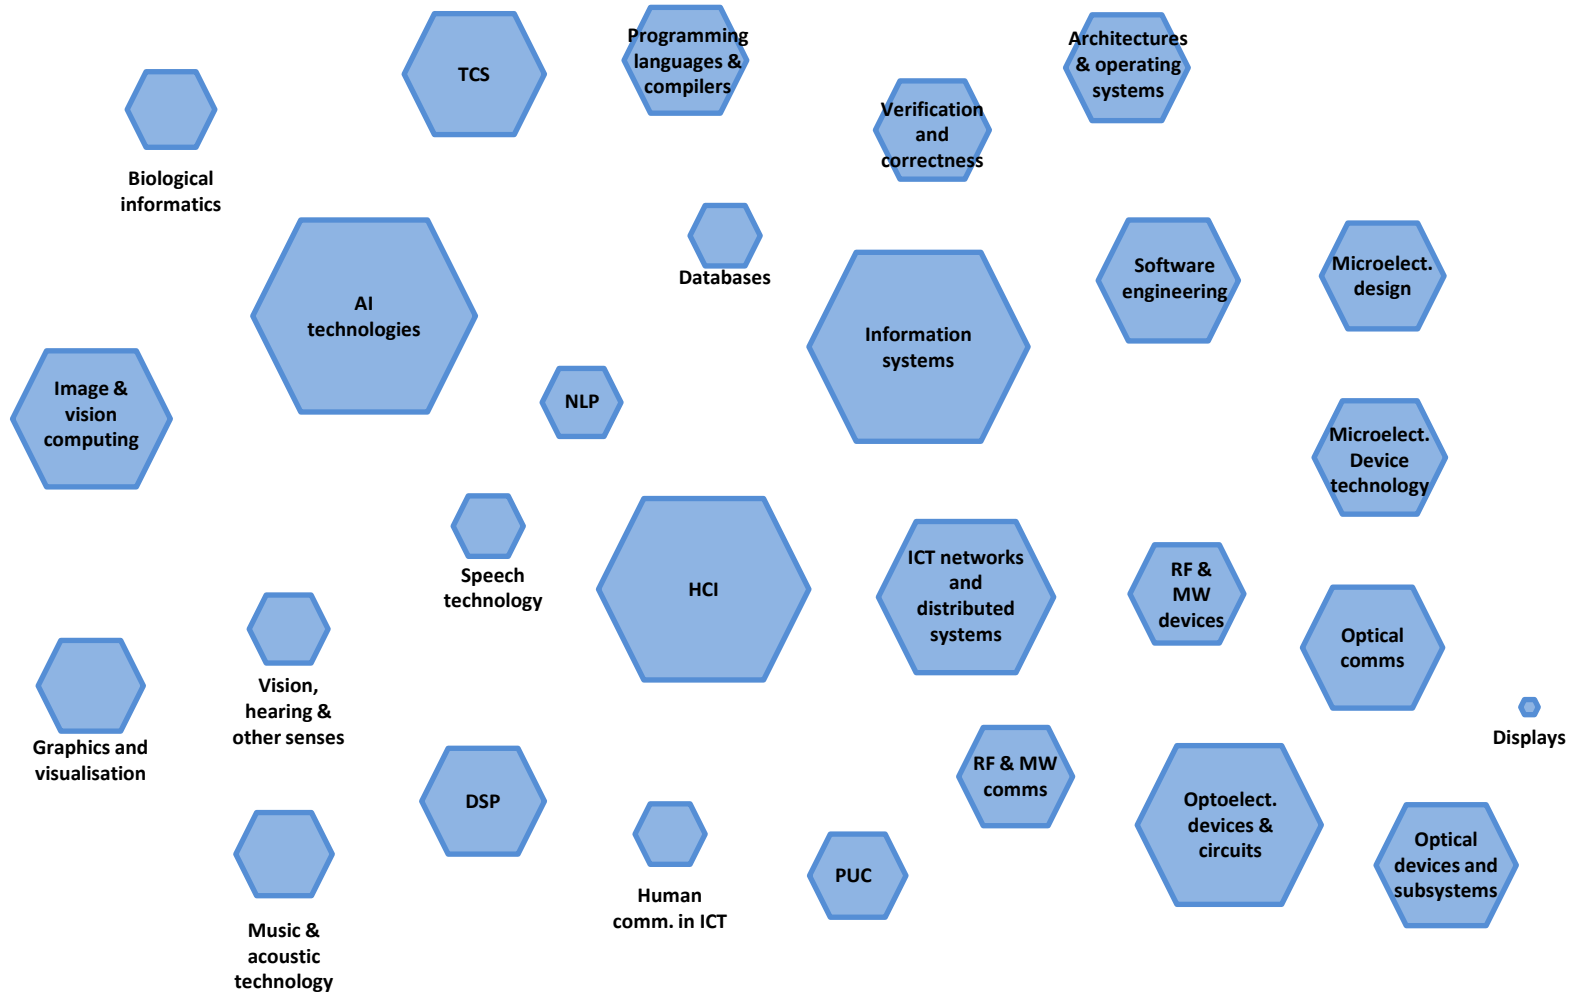 TCS
Programming
languages &
compilers
Architectures
& operating
systems
Verification
and
correctness
Biological
informatics
Databases
AI
technologies
Information
systems
Software
engineering
Microelect.
design
Image &
vision
computing
NLP
Microelect.
Device
technology
Speech
technology
HCI
ICT networks
and
distributed
systems
RF &
MW
devices
Optical
comms
Vision,
hearing &
other senses
Graphics and
visualisation
Displays
DSP
RF & MW
comms
Optoelect.
devices &
circuits
Optical
devices and
subsystems
PUC
Human
comm. in ICT
Music &
acoustic
technology